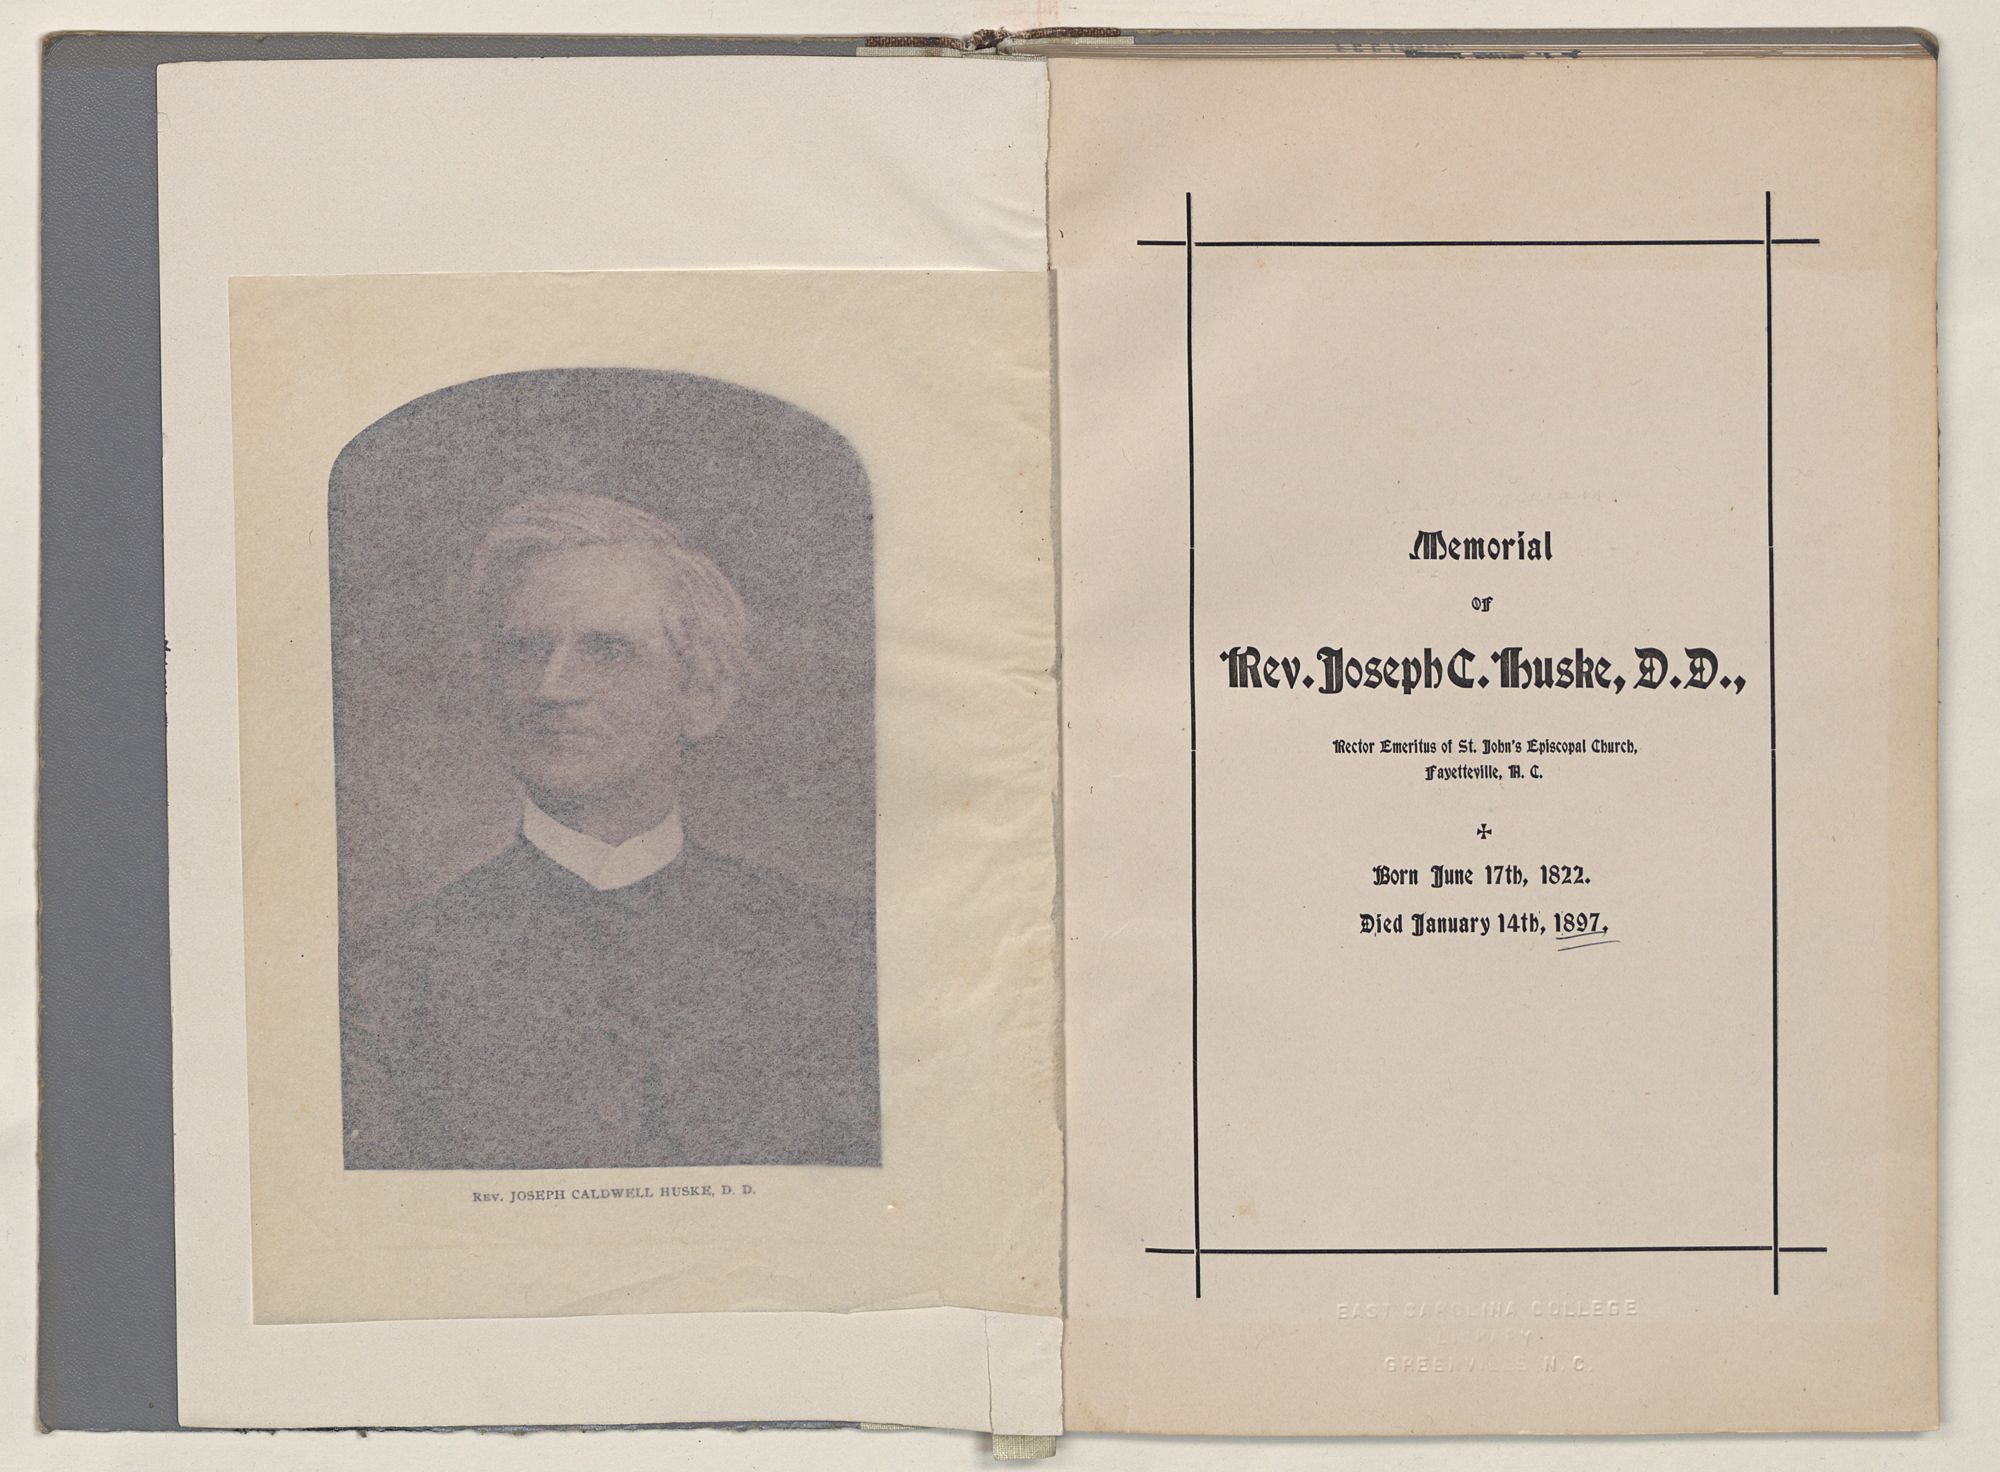 REV. JOSEPH CALDWELL HUSKE, D. D.
Memorial
OF
Rev. Joseph C. Huske, D.D.,
Rector Emeritus of St. John's Episcopal Church,
Fayetteville, N. C.
Born June 17th, 1822.
Died January 14th, 1897.
EAST CAROLINA COLLEGE
LIBRARY
GREENVILLE N. C.